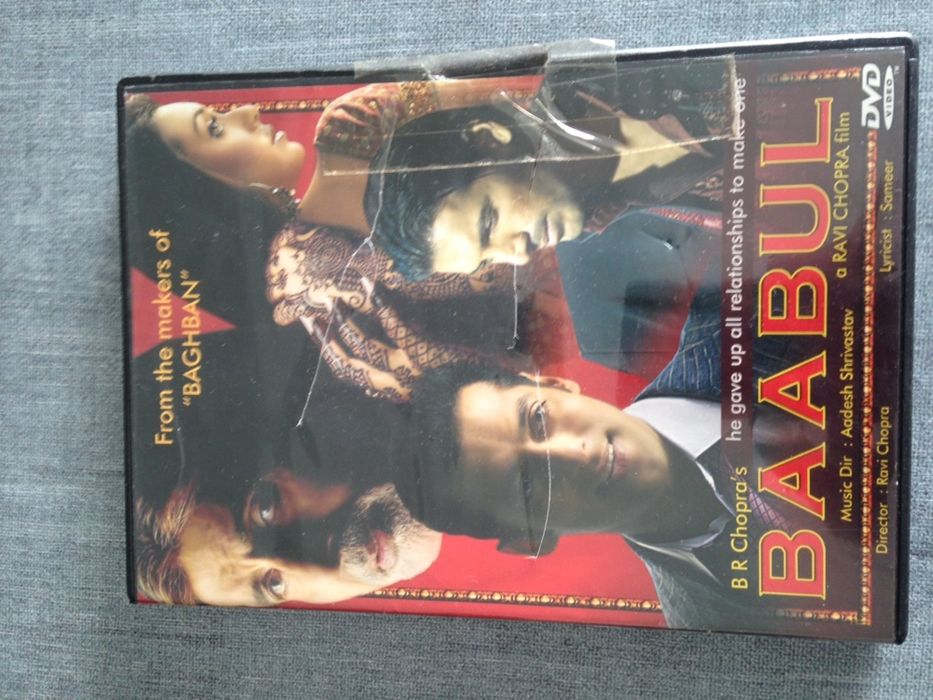 From the makers of
"BAGHBAN"
B R Chopra's he gave up all relationships to make one
BAABUL
a RAVI CHOPRA film
Music Dir : Aadesh Shrivastav
Lyricist : Sameer
Director : Ravi Chopra
DVD
VIDEO
TM